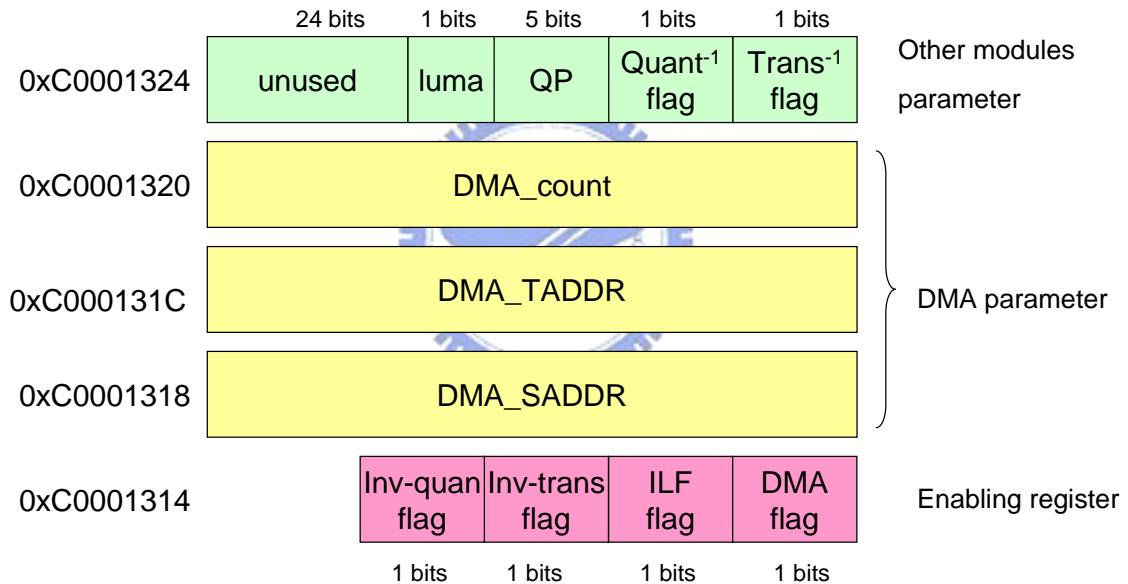 24 bits 1 bits 5 bits 1 bits 1 bits
0xC0001324 unused luma QP Quant-1 flag Trans-1 flag Other modules parameter
0xC0001320 DMA_count
0xC000131C DMA_TADDR DMA parameter
0xC0001318 DMA_SADDR
0xC0001314 Inv-quan flag Inv-trans flag ILF flag DMA flag Enabling register
1 bits 1 bits 1 bits 1 bits